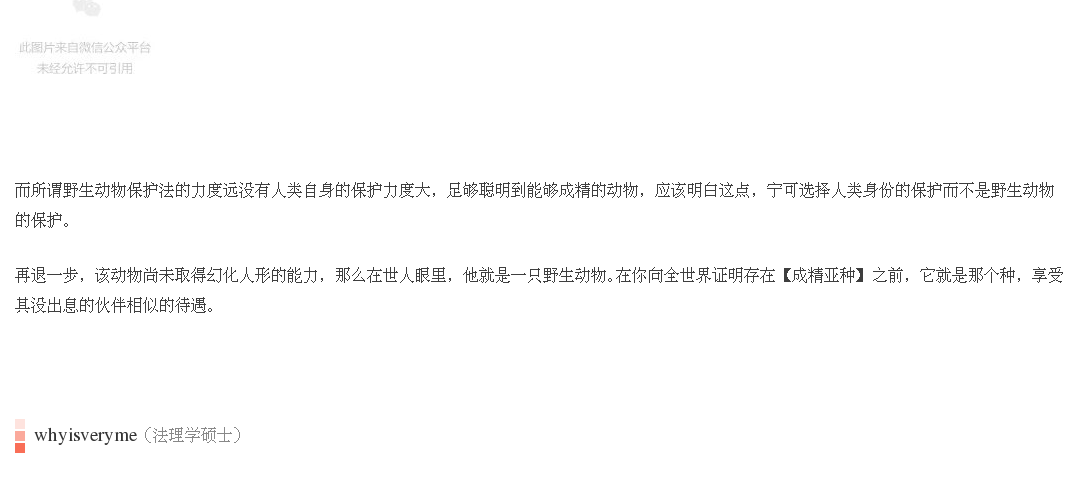 此图片来自微信公众平台
未经允许不可引用
而所谓野生动物保护法的力度远没有人类自身的保护力度大，足够聪明到能够成精的动物，应该明白这点，宁可选择人类身份的保护而不是野生动物
的保护。
再退一步，该动物尚未取得幻化人形的能力，那么在世人眼里，他就是一只野生动物。在你向全世界证明存在【成精亚种】之前，它就是那个种，享受
其没出息的伙伴相似的待遇。
whyisveryme（法理学硕士）